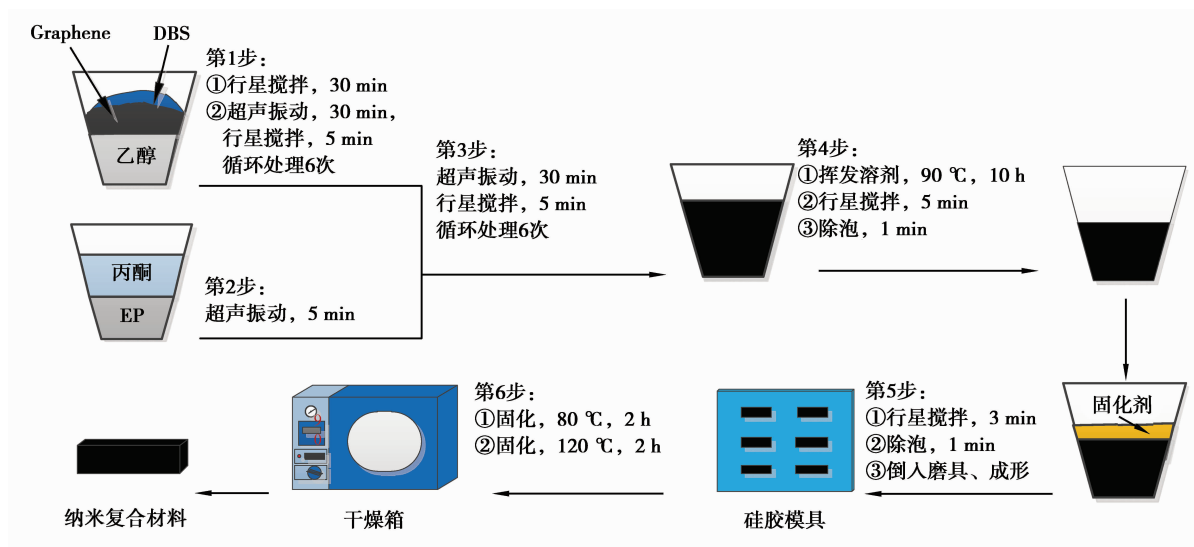 Graphene
DBS
乙醇
第1步：
①行星搅拌，30 min
②超声振动，30 min，
行星搅拌，5 min
循环处理6次
丙酮
EP
第2步：
超声振动，5 min
第3步：
超声振动，30 min
行星搅拌，5 min
循环处理6次
第4步：
①挥发溶剂，90 ℃，10 h
②行星搅拌，5 min
③除泡，1 min
固化剂
第5步：
①行星搅拌，3 min
②除泡，1 min
③倒入磨具、成形
硅胶模具
第6步：
①固化，80 ℃，2 h
②固化，120 ℃，2 h
干燥箱
纳米复合材料